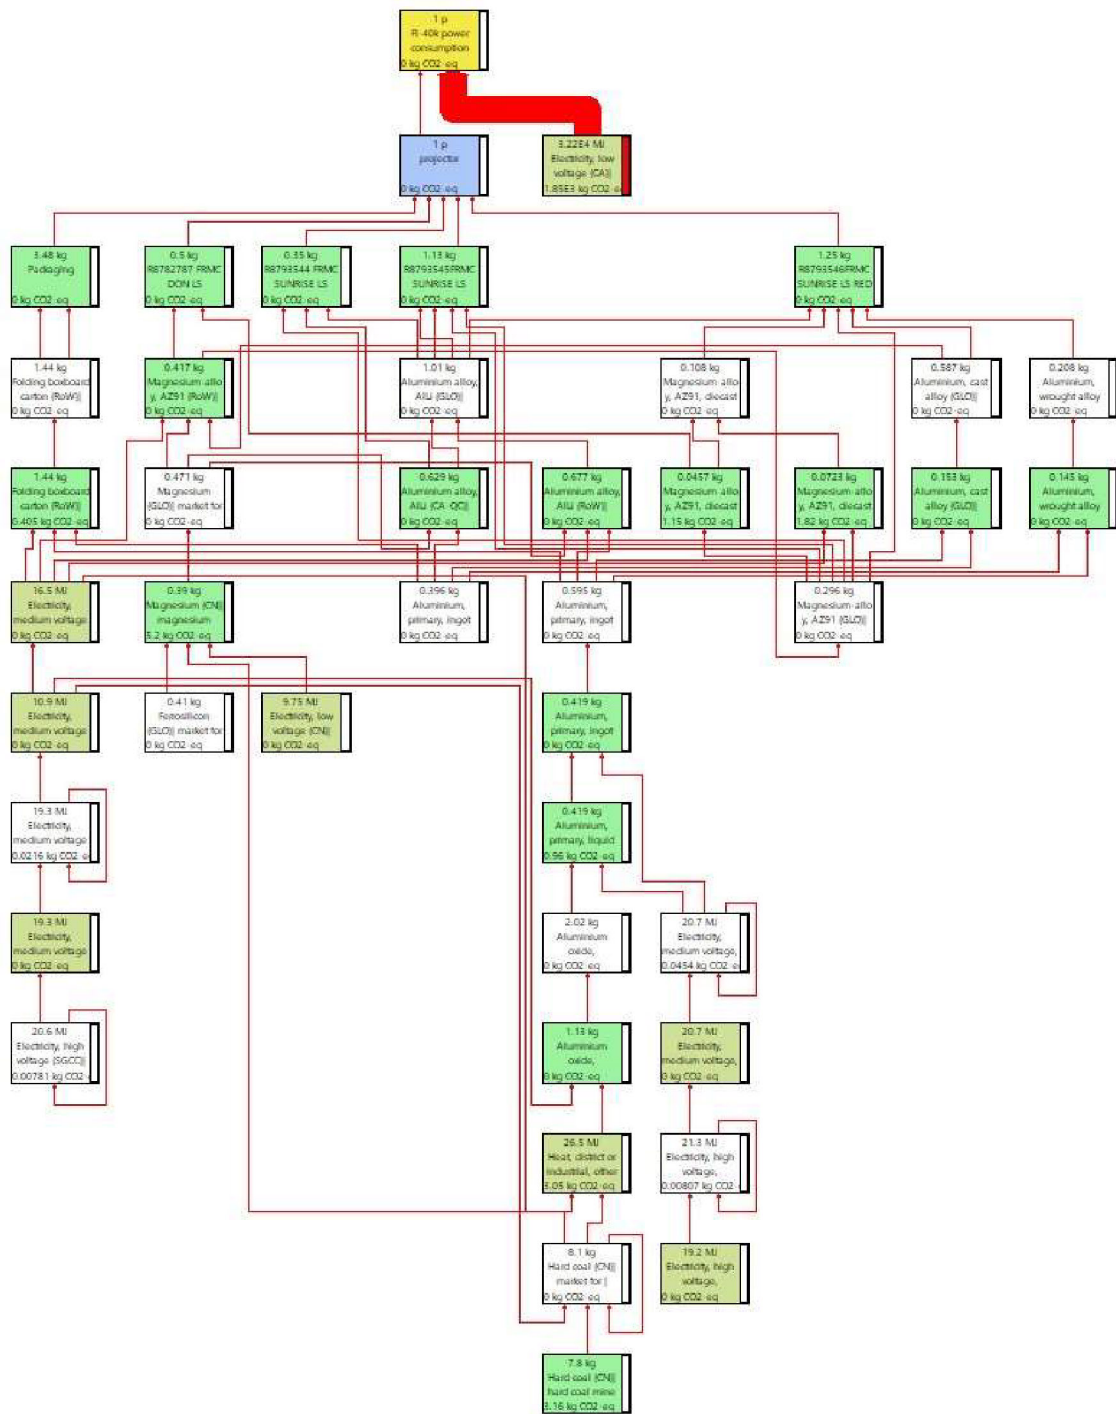 1 p
power
consumption
0 kg CO2-eq
1 p
projector
0 kg CO2-eq
3.22E4 MJ
Electricity, low
voltage {CA}|
1.85E3 kg CO2-e
3.48 kg
Packaging
0 kg CO2-eq
0.5 kg
R8782787 FRMC
DON LS
0 kg CO2-eq
0.35 kg
R8793544 FRMC
SUNRISE LS
0 kg CO2-eq
1.13 kg
R8793545FRMC
SUNRISE LS
0 kg CO2-eq
1.25 kg
R8793546FRMC
SUNRISE LS RED
0 kg CO2-eq
1.44 kg
Folding boxboard
carton {RoW}|
0 kg CO2-eq
0.417 kg
Magnesium-allo
y, AZ91 {RoW}|
0 kg CO2-eq
1.01 kg
Aluminium alloy,
AlLi {GLO}|
0 kg CO2-eq
0.108 kg
Magnesium-allo
y, AZ91, diecast
0 kg CO2-eq
0.587 kg
Aluminium, cast
alloy {GLO}|
0 kg CO2-eq
0.208 kg
Aluminium,
wrought alloy
0 kg CO2-eq
1.44 kg
Folding boxboard
carton {RoW}|
0.405 kg CO2-eq
0.471 kg
Magnesium
{GLO}| market for
0 kg CO2-eq
0.629 kg
Aluminium alloy,
AlLi {CA-QC}|
0 kg CO2-eq
0.677 kg
Aluminium alloy,
AlLi {RoW}|
0 kg CO2-eq
0.0457 kg
Magnesium-allo
y, AZ91, diecast
1.15 kg CO2-eq
0.0723 kg
Magnesium-allo
y, AZ91, diecast
1.82 kg CO2-eq
0.153 kg
Aluminium, cast
alloy {GLO}|
0 kg CO2-eq
0.145 kg
Aluminium,
wrought alloy
0 kg CO2-eq
16.5 MJ
Electricity,
medium voltage
0 kg CO2-eq
0.39 kg
Magnesium {CN}|
magnesium
5.2 kg CO2-eq
0.396 kg
Aluminium,
primary, ingot
0 kg CO2-eq
0.595 kg
Aluminium,
primary, ingot
0 kg CO2-eq
0.296 kg
Magnesium-allo
y, AZ91 {GLO}|
0 kg CO2-eq
10.9 MJ
Electricity,
medium voltage
0 kg CO2-eq
0.41 kg
Ferrosilicon
{GLO}| market for
0 kg CO2-eq
9.75 MJ
Electricity, low
voltage {CN}|
0 kg CO2-eq
0.419 kg
Aluminium,
primary, ingot
0 kg CO2-eq
19.3 MJ
Electricity,
medium voltage
0.0216 kg CO2-e
0.419 kg
Aluminium,
primary, liquid
0.96 kg CO2-eq
19.3 MJ
Electricity,
medium voltage
0 kg CO2-eq
2.02 kg
Aluminium
oxide,
0 kg CO2-eq
20.7 MJ
Electricity,
medium voltage,
0.0454 kg CO2-e
20.6 MJ
Electricity, high
voltage {SGCC}|
0.00781 kg CO2-
1.13 kg
Aluminium
oxide,
0 kg CO2-eq
20.7 MJ
Electricity,
medium voltage,
0 kg CO2-eq
26.5 MJ
Heat, district or
industrial, other
3.05 kg CO2-eq
21.3 MJ
Electricity, high
voltage,
0.00807 kg CO2-
8.1 kg
Hard coal {CN}|
market for |
0 kg CO2-eq
19.2 MJ
Electricity, high
voltage,
0 kg CO2-eq
7.8 kg
Hard coal {CN}|
hard coal mine
3.16 kg CO2-eq